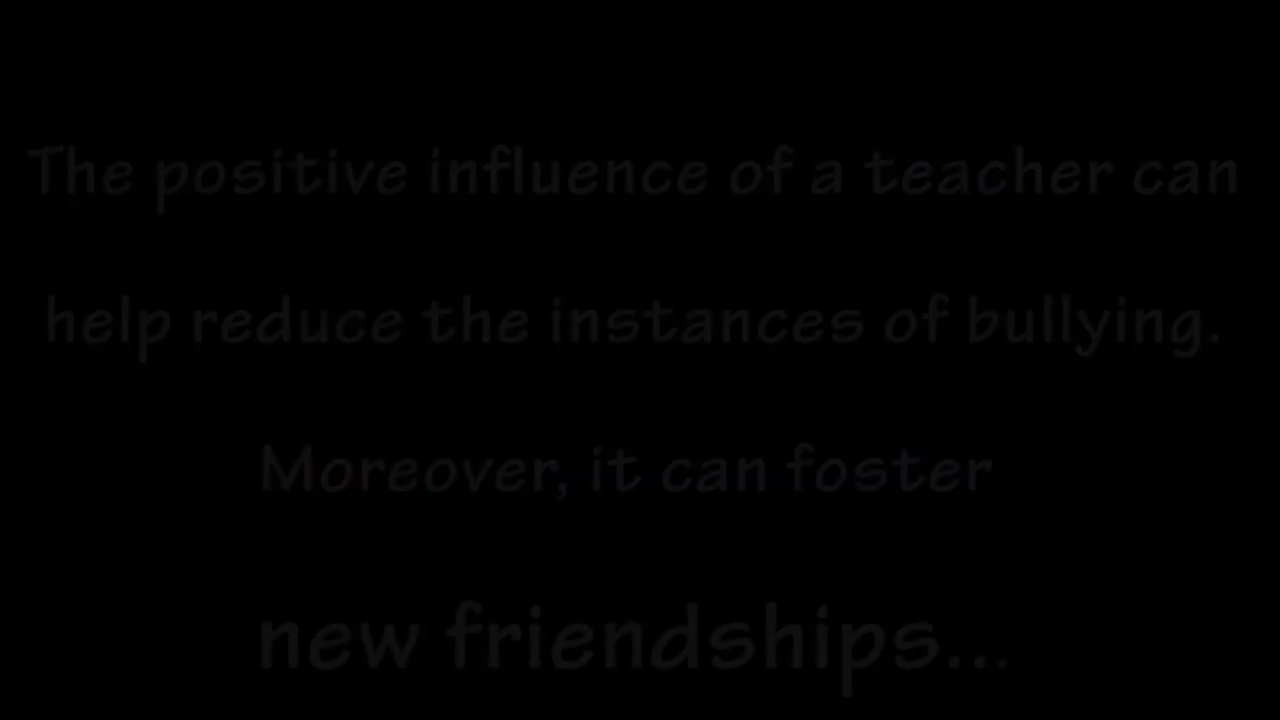 The positive influence of a teacher can
help reduce the instances of bullying.
Moreover, it can foster
new friendships...